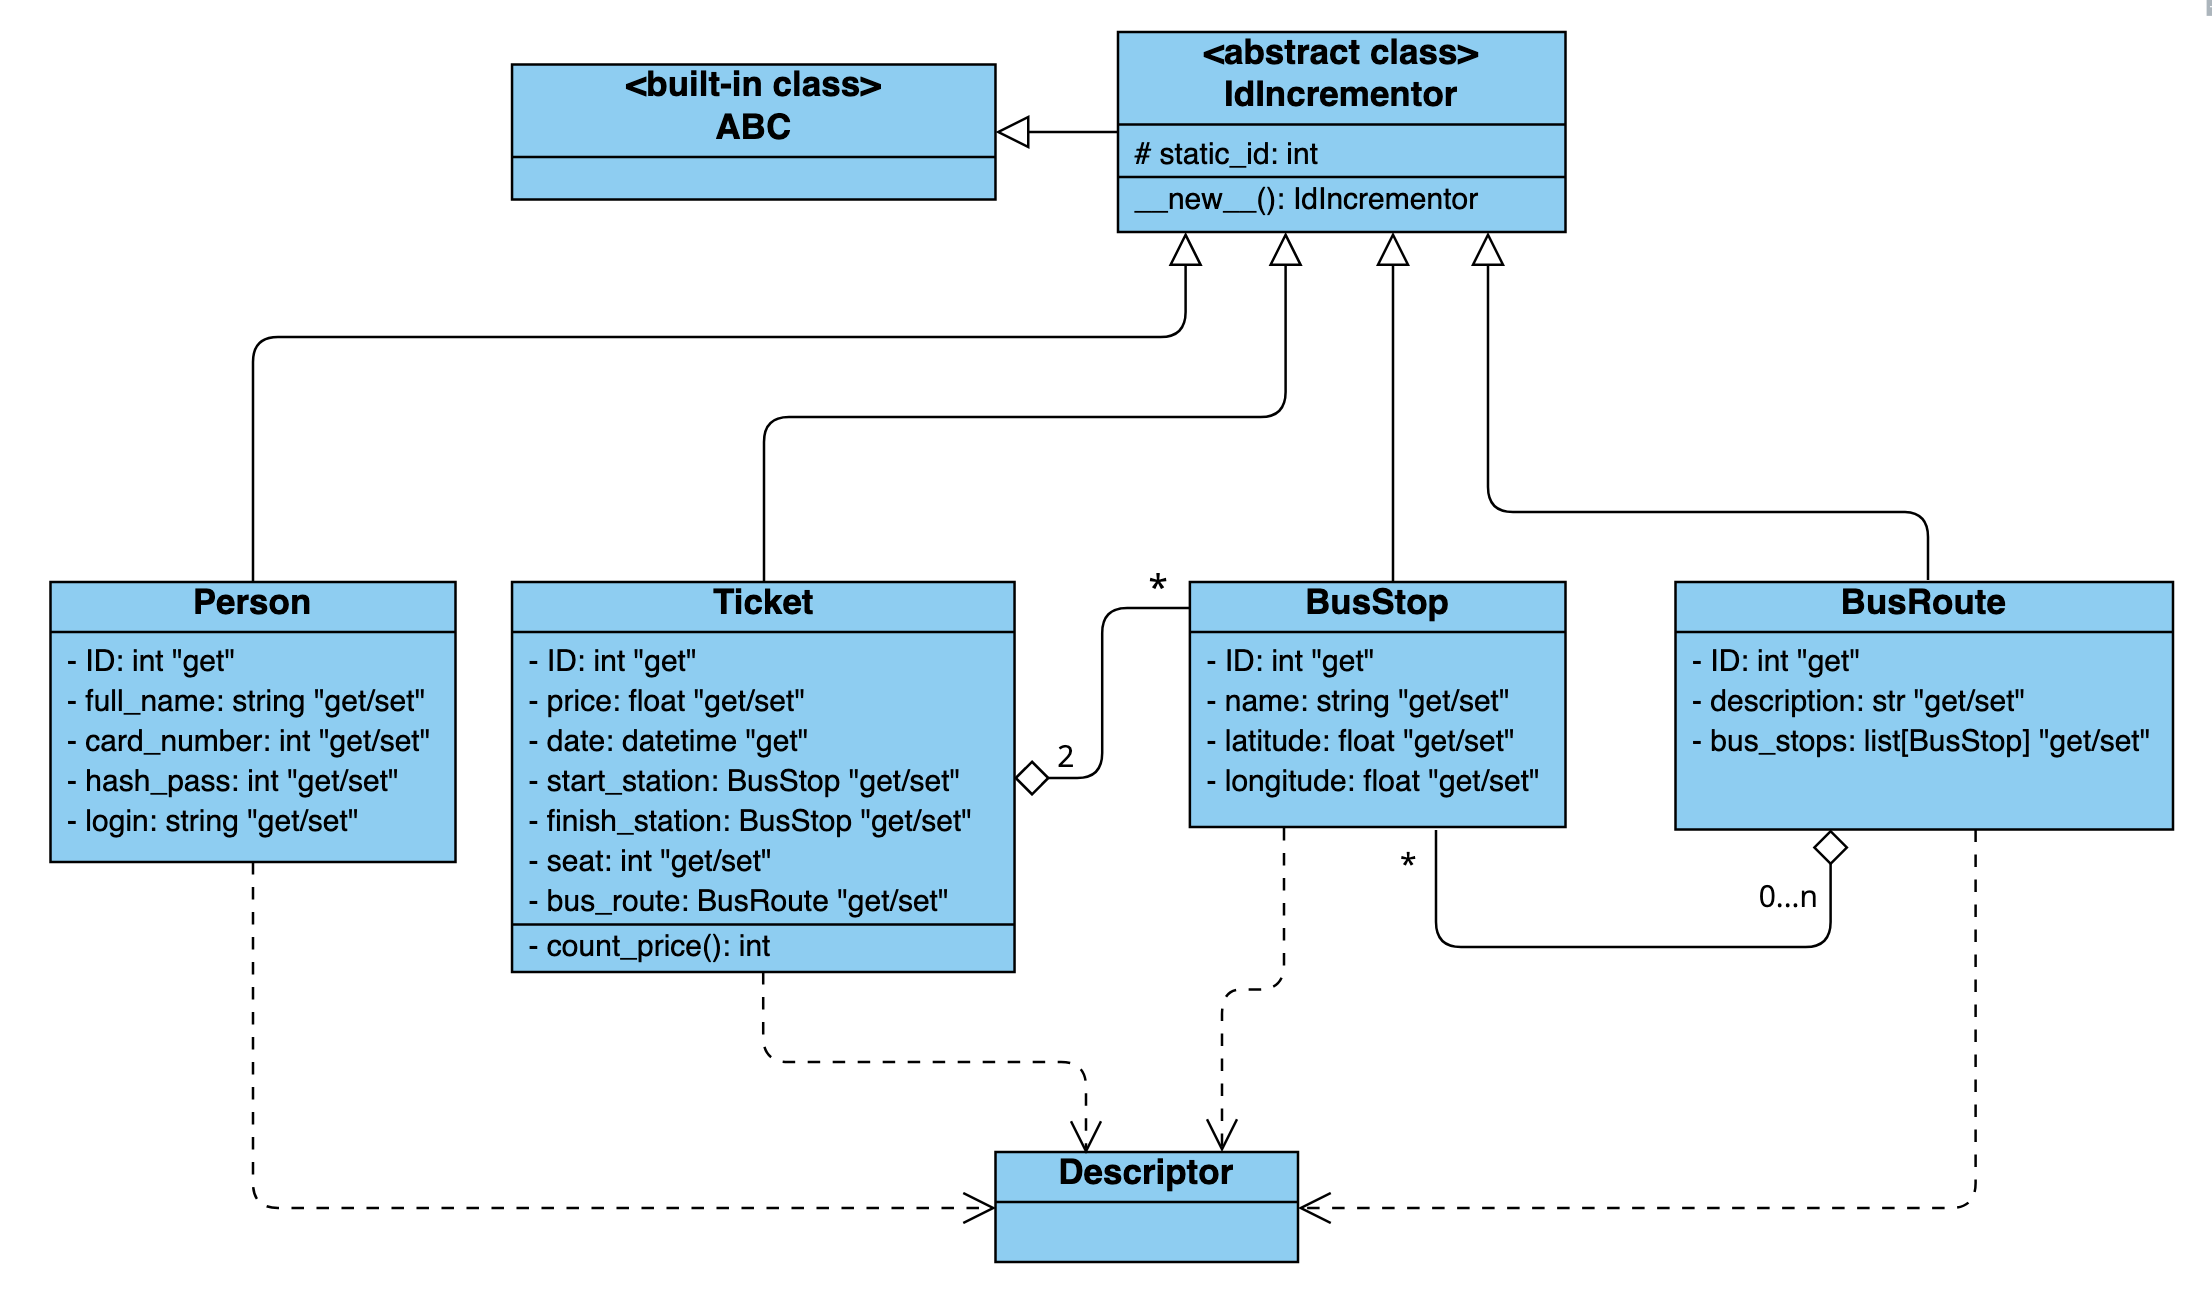 <built-in class>
ABC
<abstract class>
IdIncrementor
# static_id: int
__new__(): IdIncrementor
Person
- ID: int "get"
- full_name: string "get/set"
- card_number: int "get/set"
- hash_pass: int "get/set"
- login: string "get/set"
Ticket
- ID: int "get"
- price: float "get/set"
- date: datetime "get"
- start_station: BusStop "get/set"
- finish_station: BusStop "get/set"
- seat: int "get/set"
- bus_route: BusRoute "get/set"
- count_price(): int
*
2
BusStop
- ID: int "get"
- name: string "get/set"
- latitude: float "get/set"
- longitude: float "get/set"
BusRoute
- ID: int "get"
- description: str "get/set"
- bus_stops: list[BusStop] "get/set"
*
0...n
Descriptor